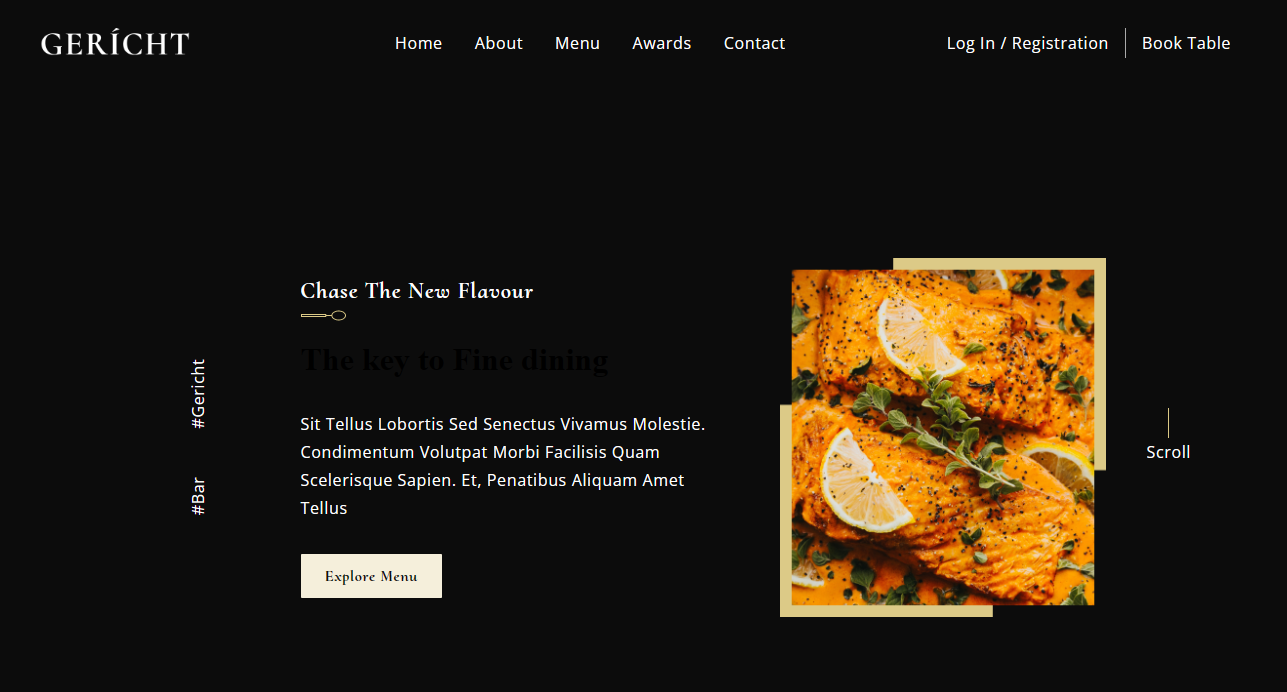 GERÍCHT
Home About Menu Awards Contact
Log In / Registration Book Table
Chase The New Flavour
The key to Fine dining
Sit Tellus Lobortis Sed Senectus Vivamus Molestie.
Condimentum Volutpat Morbi Facilisis Quam
Scelerisque Sapien. Et, Penatibus Aliquam Amet
Tellus
Explore Menu
#Gericht
#Bar
Scroll